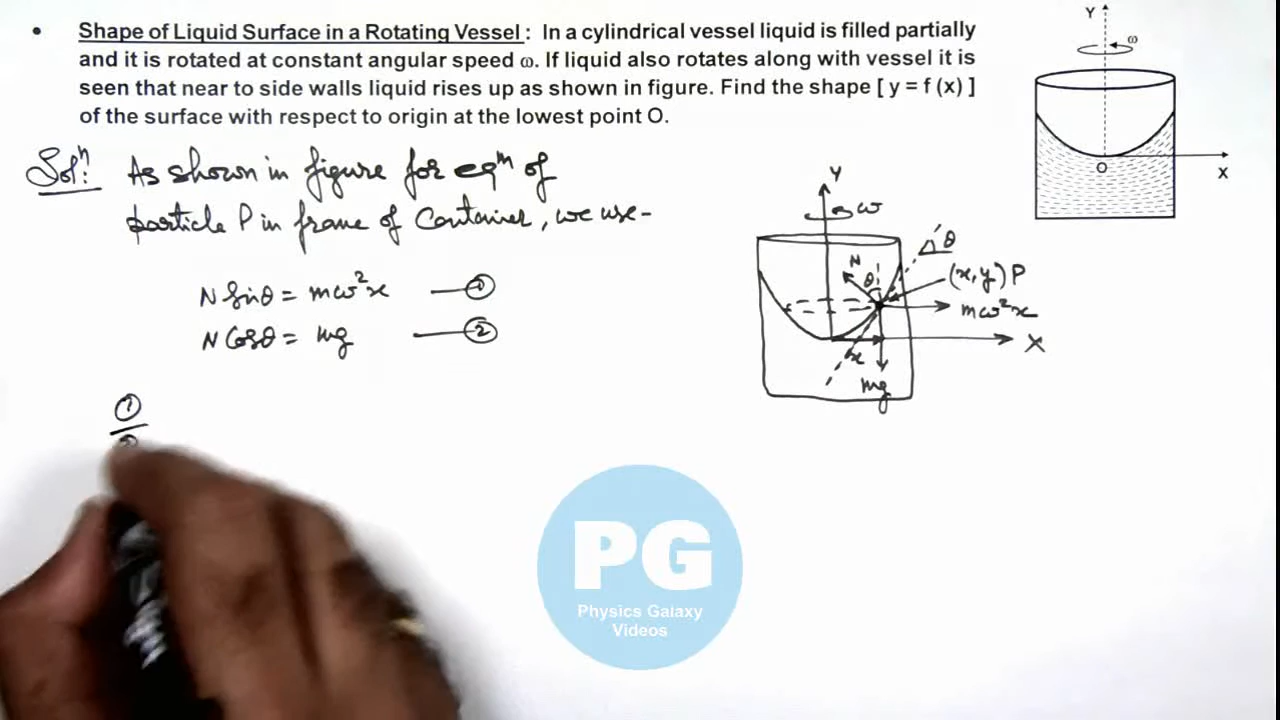 • Shape of Liquid Surface in a Rotating Vessel : In a cylindrical vessel liquid is filled partially
and it is rotated at constant angular speed ω. If liquid also rotates along with vessel it is
seen that near to side walls liquid rises up as shown in figure. Find the shape [ y = f (x) ]
of the surface with respect to origin at the lowest point O.
Y
ω
O
X
Solⁿ: As shown in figure for eqᵐ of
particle P in frame of Container, we use-
N Sinθ = mω²x —①
N Cosθ = mg —②
①
②
Y
ω
θ
N
θ
(x, y) P
mω²x
x
X
mg
PG
Physics Galaxy
Videos